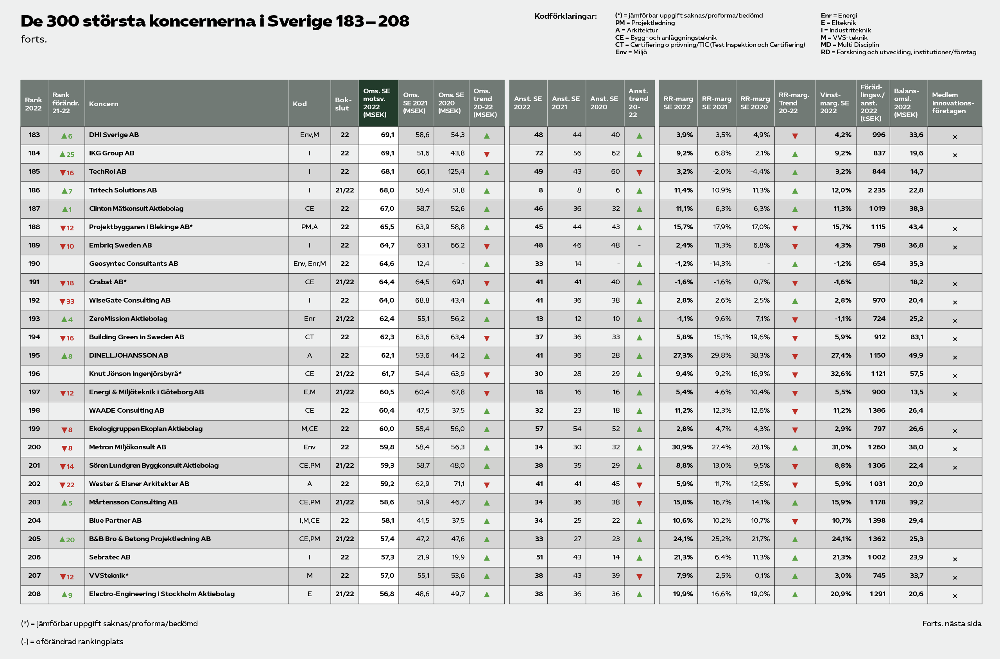 De 300 största koncernerna i Sverige 183–208
forts.
Kodförklaringar:
(*) = jämförbar uppgift saknas/proforma/bedömd
PM = Projektledning
A = Arkitektur
CE = Bygg- och anläggningsteknik
CT = Certifiering o prövning/TIC (Test Inspektion och Certifiering)
Env = Miljö
Enr = Energi
E = Elteknik
I = Industriteknik
M = VVS-teknik
MD = Multi Disciplin
RD = Forskning och utveckling, institutioner/företag
Rank 2022 | Rank förändr. 21-22 | Koncern | Kod | Bok-slut | Oms. SE motsv. 2022 (MSEK) | Oms. SE 2021 (MSEK) | Oms. SE 2020 (MSEK) | Oms. trend 20-22 (MSEK) | Anst. SE 2022 | Anst. SE 2021 | Anst. SE 2020 | Anst. trend 20-22 | RR-marg SE 2022 | RR-marg SE 2021 | RR-marg SE 2020 | RR-marg. Trend 20-22 | Vinst-marg. SE 2022 | Föräd-lingsv./anst. 2022 (tSEK) | Balans-omsl. 2022 (MSEK) | Medlem Innovations-företagen
183 ▲6 DHI Sverige AB Env,M 22 69,1 58,6 54,3 ▲ 48 44 40 ▲ 3,9% 3,5% 4,9% ▼ 4,2% 996 33,6 ×
184 ▲25 IKG Group AB I 22 69,1 51,6 43,8 ▼ 72 56 62 ▲ 9,2% 6,8% 2,1% ▲ 9,2% 837 19,6 ×
185 ▼16 TechRoi AB I 22 68,1 66,1 125,4 ▲ 49 43 60 ▼ 3,2% -2,0% -4,4% ▲ 3,2% 844 14,7
186 ▲7 Tritech Solutions AB I 21/22 68,0 58,4 51,8 ▲ 8 8 6 ▲ 11,4% 10,9% 11,3% ▲ 12,0% 2 235 22,8
187 ▲1 Clinton Mätkonsult Aktiebolag CE 22 67,0 58,7 52,6 ▲ 46 36 32 ▲ 11,1% 6,3% 6,3% ▲ 11,3% 1 019 38,3
188 ▼12 Projektbyggaren i Blekinge AB* PM,A 22 65,5 63,9 58,8 ▲ 45 44 43 ▲ 15,7% 17,9% 17,0% ▼ 15,7% 1 115 43,4 ×
189 ▼10 Embriq Sweden AB I 22 64,7 63,1 66,2 ▼ 48 46 48 - 2,4% 11,3% 6,8% ▼ 4,3% 798 36,8 ×
190 Geosyntec Consultants AB Env, Enr,M 22 64,6 12,4 - ▲ 33 14 - ▲ -1,2% -14,3% - ▲ -1,2% 654 35,3
191 ▼18 Crabat AB* CE 21/22 64,4 64,5 69,1 ▼ 41 41 40 ▲ -1,6% -1,6% 0,7% ▼ -1,6% 18,2 ×
192 ▼33 WiseGate Consulting AB I 22 64,0 68,8 43,4 ▲ 41 36 38 ▲ 2,8% 2,6% 2,5% ▲ 2,8% 970 20,4 ×
193 ▲4 ZeroMission Aktiebolag Enr 21/22 62,4 55,1 56,2 ▲ 13 12 10 ▲ -1,1% 9,6% 7,1% ▼ -1,1% 724 25,2 ×
194 ▼16 Building Green in Sweden AB CT 22 62,3 63,6 63,4 ▼ 37 36 33 ▲ 5,8% 15,1% 19,6% ▼ 5,9% 912 83,1 ×
195 ▲8 DINELLJOHANSSON AB A 22 62,1 53,6 44,2 ▲ 41 36 28 ▲ 27,3% 29,8% 38,3% ▼ 27,4% 1 150 49,9 ×
196 Knut Jönson Ingenjörsbyrå* CE 21/22 61,7 54,4 63,9 ▼ 30 28 29 ▲ 9,4% 9,2% 16,9% ▼ 32,6% 1 121 57,5 ×
197 ▼12 Energi & Miljöteknik i Göteborg AB E,M 21/22 60,5 60,4 67,8 ▼ 18 16 16 ▲ 5,4% 4,6% 10,4% ▼ 5,5% 900 13,5 ×
198 WAADE Consulting AB CE 22 60,4 47,5 37,5 ▲ 32 23 18 ▲ 11,2% 12,3% 12,6% ▼ 11,2% 1 386 26,4
199 ▼8 Ekologigruppen Ekoplan Aktiebolag M,CE 22 60,0 58,4 56,0 ▲ 57 54 52 ▲ 2,8% 4,7% 4,3% ▼ 2,9% 797 26,6 ×
200 ▼8 Metron Miljökonsult AB Env 22 59,8 58,4 56,3 ▲ 34 30 32 ▲ 30,9% 27,4% 28,1% ▲ 31,0% 1 260 38,0 ×
201 ▼14 Sören Lundgren Byggkonsult Aktiebolag CE,PM 21/22 59,3 58,7 48,0 ▲ 38 35 29 ▲ 8,8% 13,0% 9,5% ▼ 8,8% 1 306 22,4 ×
202 ▼22 Wester & Elsner Arkitekter AB A 22 59,2 62,9 71,1 ▼ 41 41 45 ▼ 5,9% 11,7% 12,5% ▼ 5,9% 1 031 20,9
203 ▲5 Mårtensson Consulting AB CE,PM 21/22 58,6 51,9 46,7 ▲ 34 36 38 ▼ 15,8% 16,7% 14,1% ▲ 15,9% 1 178 39,2
204 Blue Partner AB I,M,CE 22 58,1 41,5 37,5 ▲ 34 25 22 ▲ 10,6% 10,2% 10,7% ▼ 10,7% 1 398 29,4
205 ▲20 B&B Bro & Betong Projektledning AB CE,PM 21/22 57,4 47,2 47,6 ▲ 33 27 23 ▲ 24,1% 25,2% 21,7% ▲ 24,1% 1 362 25,3
206 Sebratec AB I 22 57,3 21,9 19,9 ▲ 51 43 14 ▲ 21,3% 6,4% 11,3% ▲ 21,3% 1 002 23,9 ×
207 ▼12 VVSteknik* M 22 57,0 55,1 53,6 ▲ 38 43 39 ▼ 7,9% 2,5% 0,1% ▲ 3,0% 745 33,7 ×
208 ▲9 Electro-Engineering i Stockholm Aktiebolag E 21/22 56,8 48,6 49,7 ▲ 38 36 36 ▲ 19,9% 16,6% 19,0% ▲ 20,9% 1 291 20,6 ×
(*) = jämförbar uppgift saknas/proforma/bedömd
Forts. nästa sida
(-) = oförändrad rankingplats